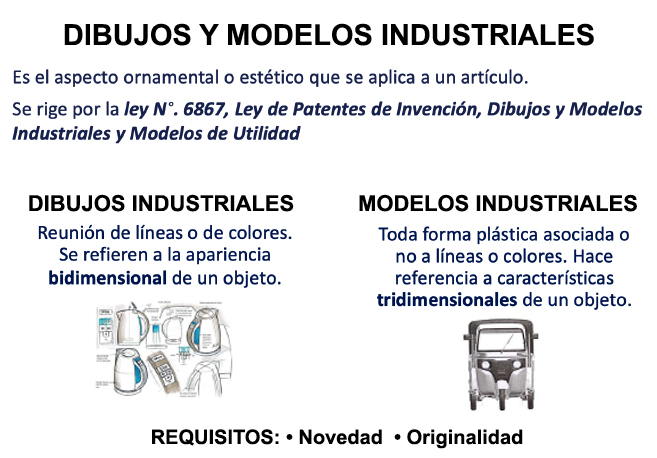 DIBUJOS Y MODELOS INDUSTRIALES
Es el aspecto ornamental o estético que se aplica a un artículo.
Se rige por la ley N°. 6867, Ley de Patentes de Invención, Dibujos y Modelos
Industriales y Modelos de Utilidad
DIBUJOS INDUSTRIALES
Reunión de líneas o de colores.
Se refieren a la apariencia
bidimensional de un objeto.
MODELOS INDUSTRIALES
Toda forma plástica asociada o
no a líneas o colores. Hace
referencia a características
tridimensionales de un objeto.
REQUISITOS: • Novedad • Originalidad